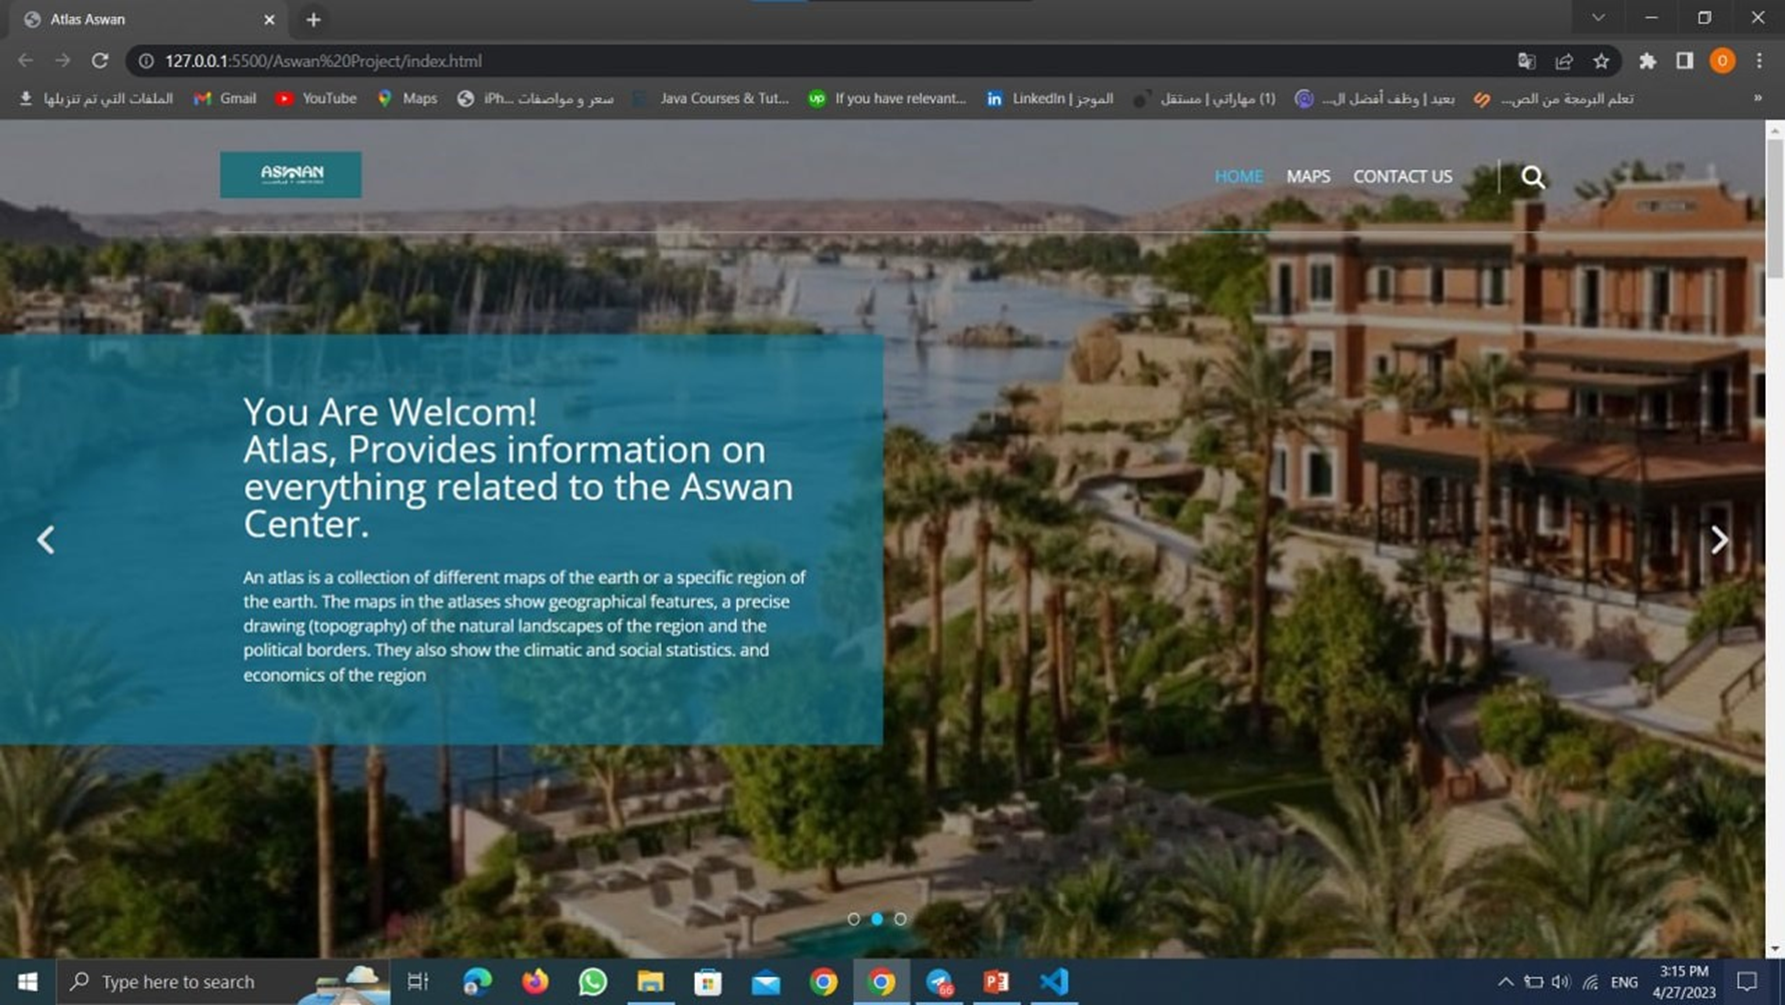 Atlas Aswan
127.0.0.1:5500/Aswan%20Project/index.html
الملفات التي تم تنزيلها
Gmail
YouTube
Maps
سعر و مواصفات iPh...
Java Courses & Tut...
If you have relevant...
LinkedIn | الموجز
(1) مهاراتي | مستقل
بعيد | وظف أفضل ال...
تعلم البرمجة من الص...
»
ASWAN
HOME
MAPS
CONTACT US
You Are Welcom!
Atlas, Provides information on
everything related to the Aswan
Center.
An atlas is a collection of different maps of the earth or a specific region of
the earth. The maps in the atlases show geographical features, a precise
drawing (topography) of the natural landscapes of the region and the
political borders. They also show the climatic and social statistics. and
economics of the region
Type here to search
66
ENG
3:15 PM
4/27/2023